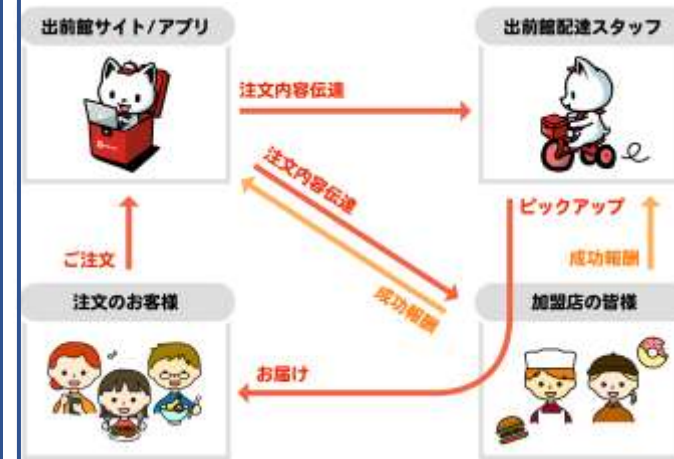 出前館サイト/アプリ
出前館配達スタッフ
注文内容伝達
注文内容伝達
成功報酬
ピックアップ
成功報酬
ご注文
注文のお客様
加盟店の皆様
お届け